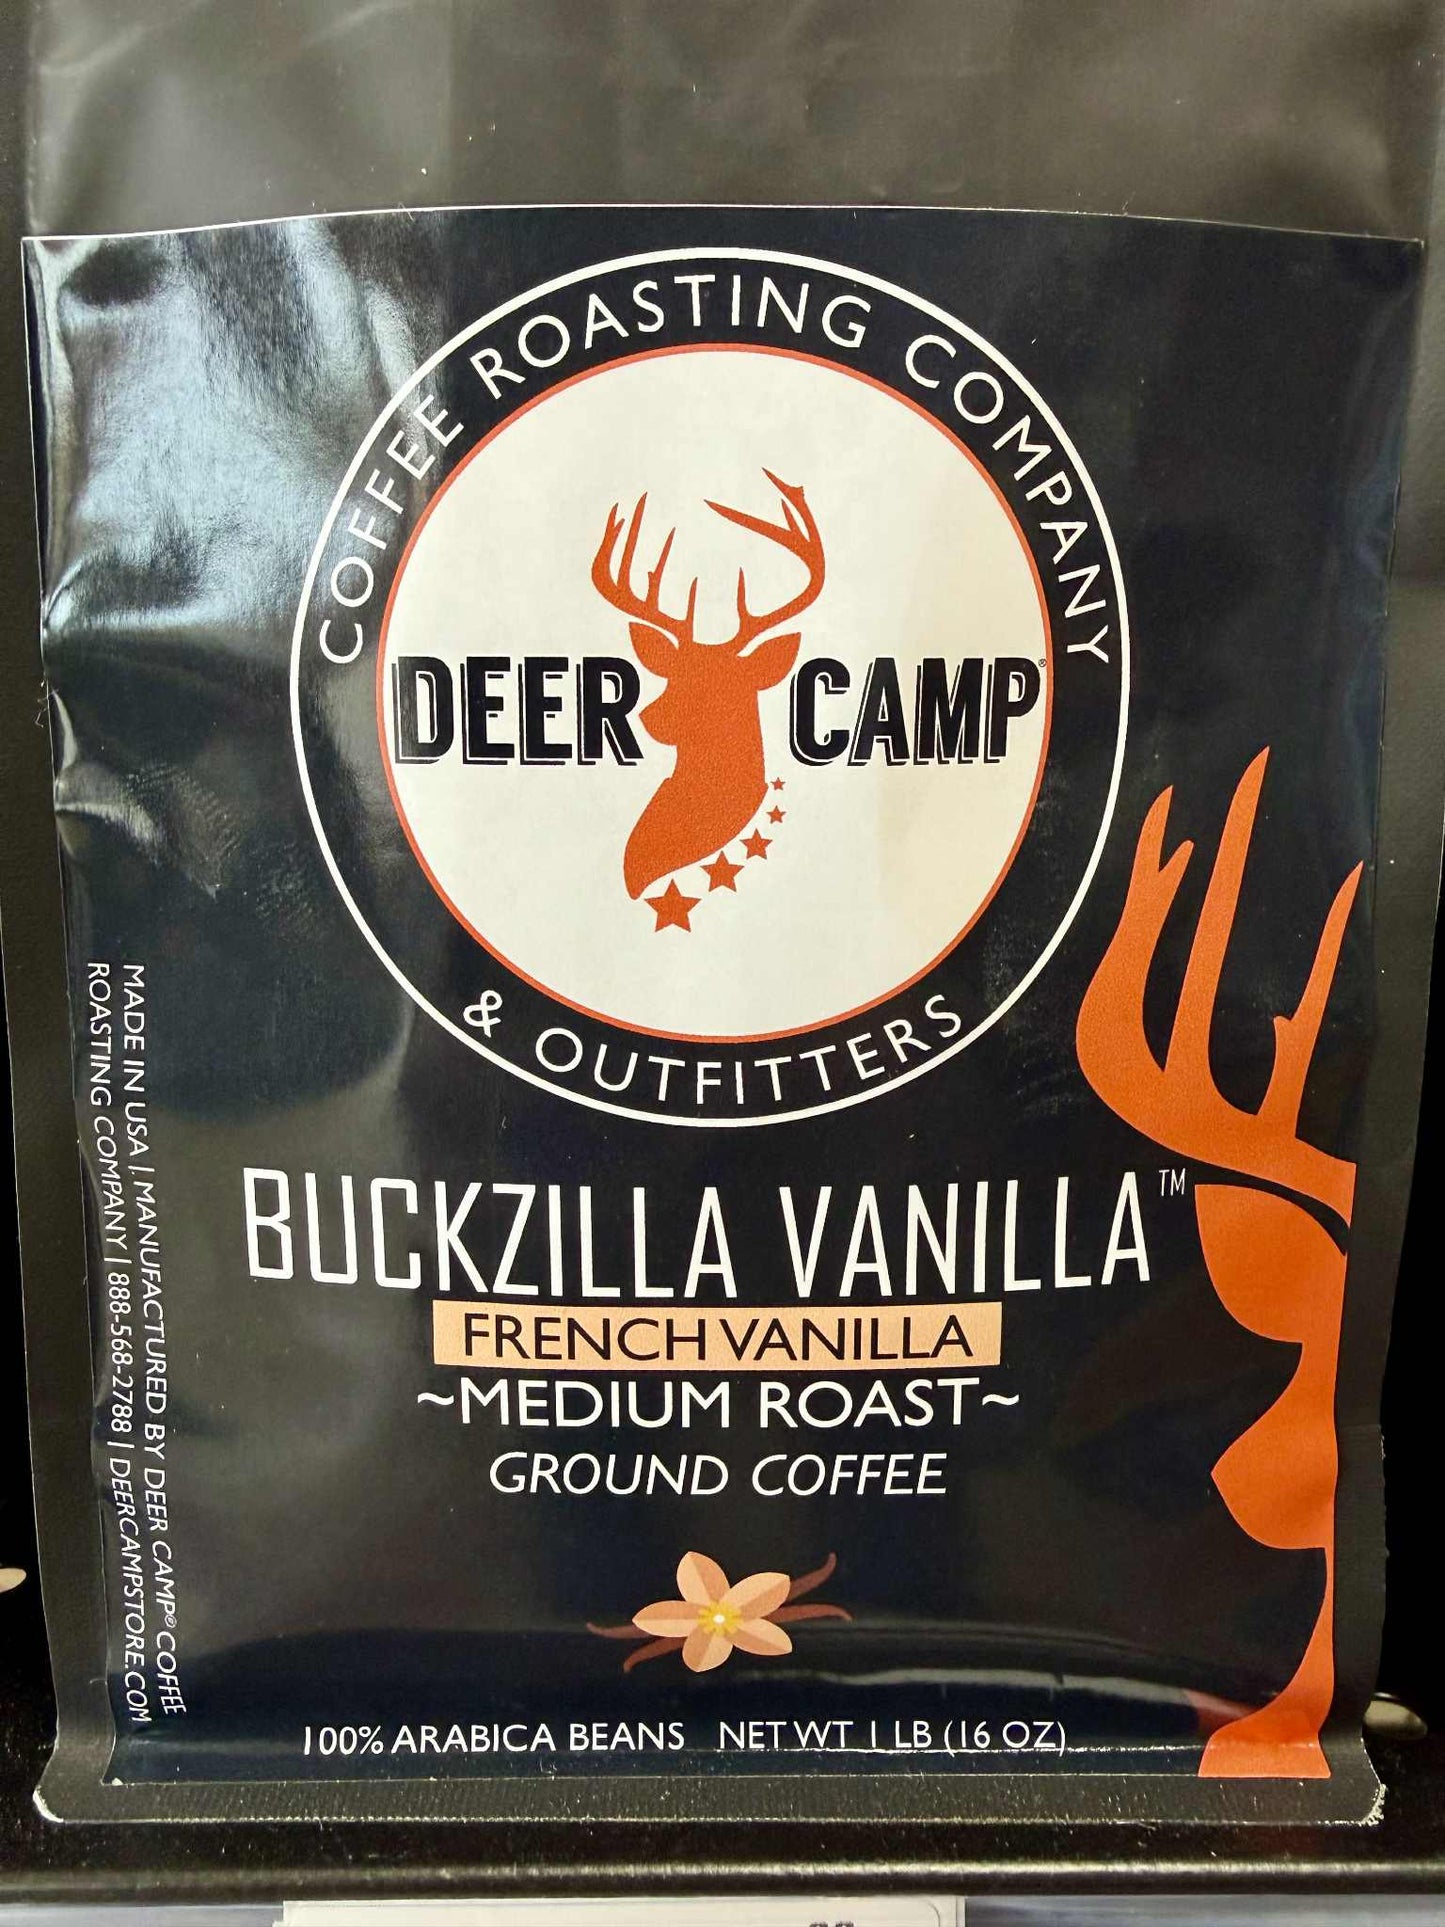 COFFEE ROASTING COMPANY
DEER CAMP®
& OUTFITTERS
BUCKZILLA VANILLA™
FRENCH VANILLA
~MEDIUM ROAST~
GROUND COFFEE
100% ARABICA BEANS NET WT 1 LB (16 OZ)
MADE IN USA | MANUFACTURED BY DEER CAMP® COFFEE
ROASTING COMPANY | 888-568-2788 | DEERCAMPSTORE.COM